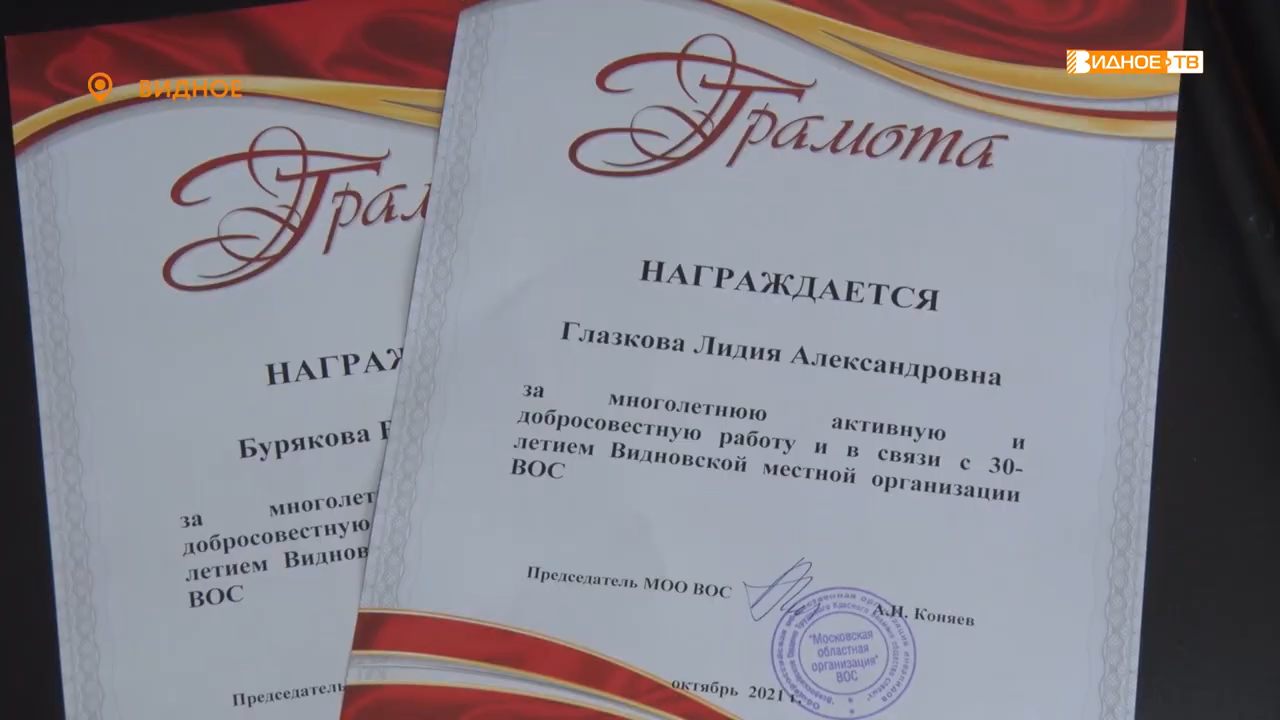 ВИДНОЕ
ВИДНОЕ ТВ
Грамота
НАГРАЖДАЕТСЯ
Глазкова Лидия Александровна
за многолетнюю активную и
добросовестную работу и в связи с 30-
летием Видновской местной организации
ВОС
Председатель МОО ВОС
А.Н. Коняев
"Московская
областная
организация"
ВОС
октябрь 2021 г.
Грам
НАГРАЖ
Бурякова
за многолет
добросовестную
летием Виднов
ВОС
Председатель